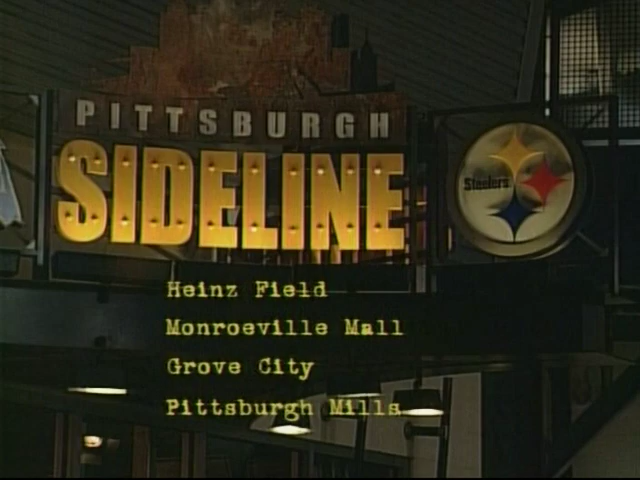 PITTSBURGH
SIDELINE
Steelers
Heinz Field
Monroeville Mall
Grove City
Pittsburgh Mills